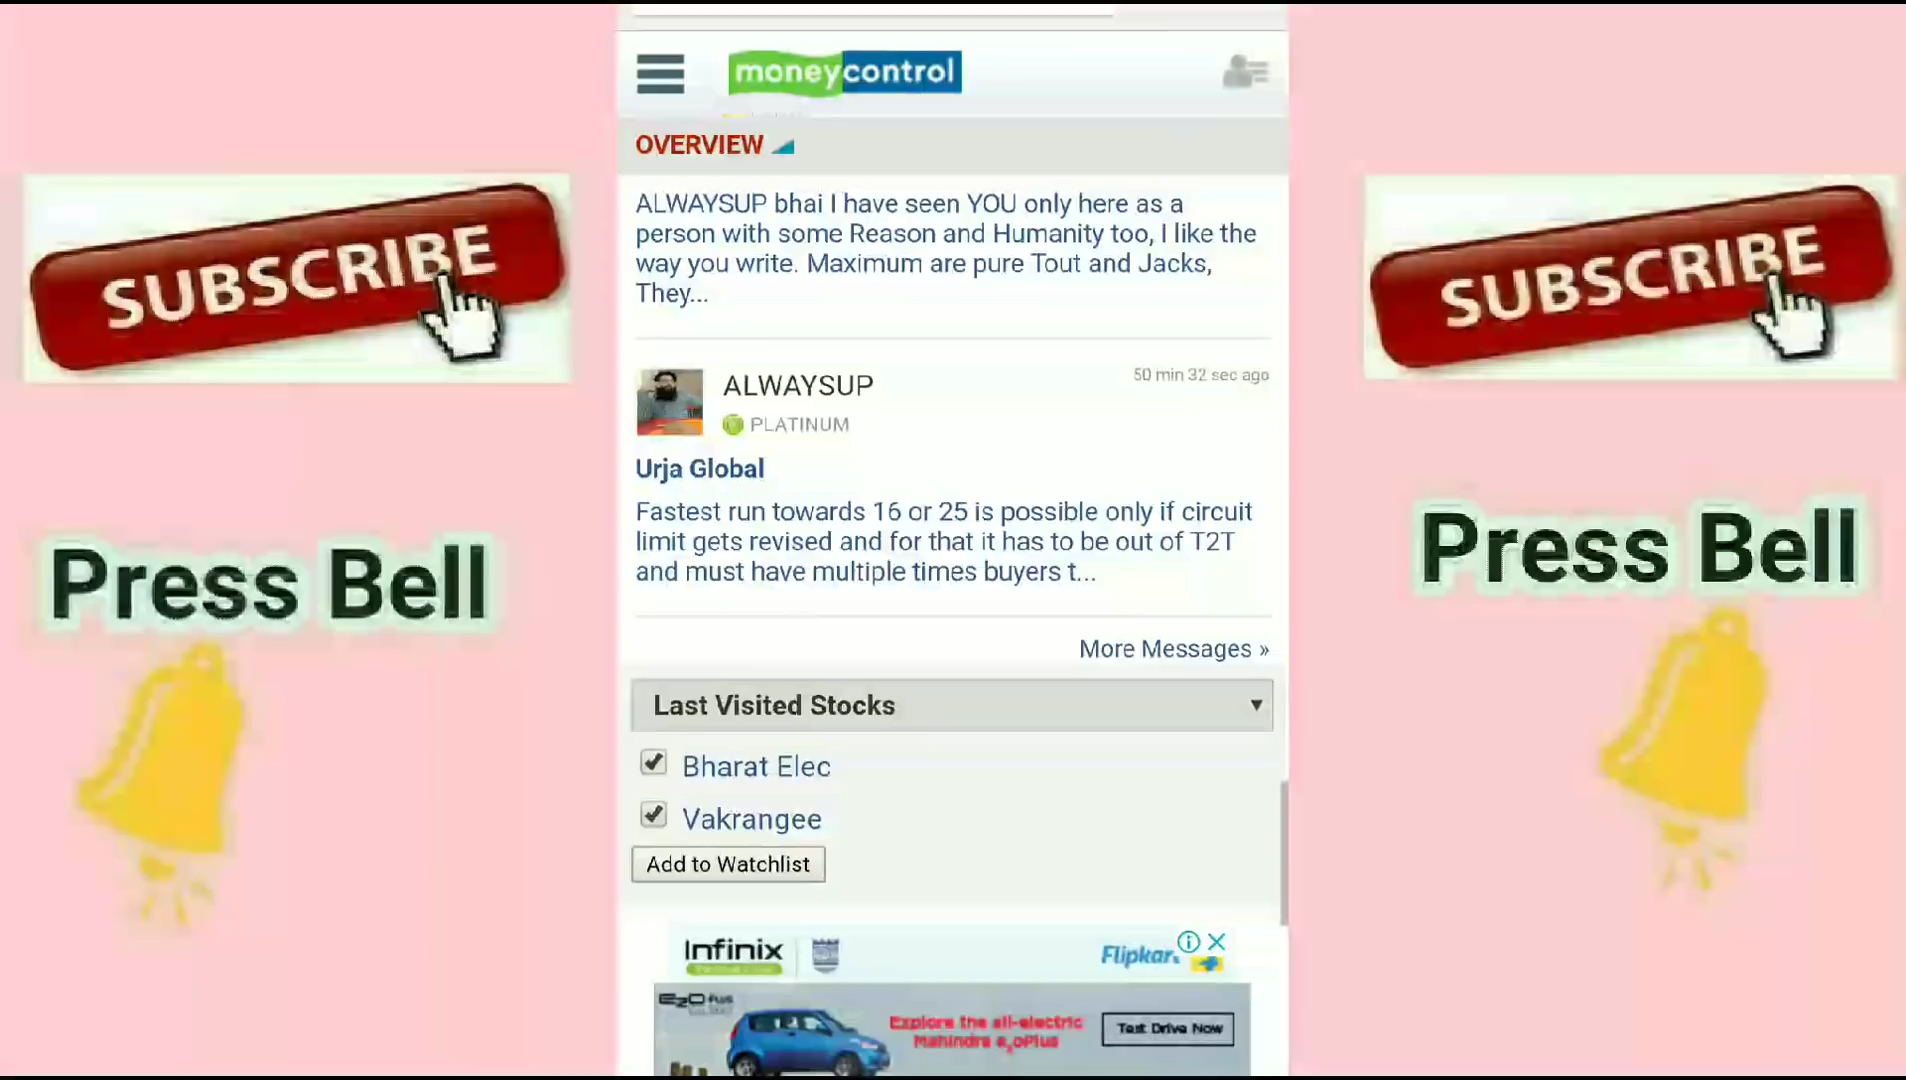 moneycontrol
OVERVIEW
ALWAYSUP bhai I have seen YOU only here as a
person with some Reason and Humanity too, I like the
way you write. Maximum are pure Tout and Jacks,
They...
ALWAYSUP
50 min 32 sec ago
PLATINUM
Urja Global
Fastest run towards 16 or 25 is possible only if circuit
limit gets revised and for that it has to be out of T2T
and must have multiple times buyers t...
More Messages »
Last Visited Stocks
Bharat Elec
Vakrangee
Add to Watchlist
Infinix
Flipkar
e2o Plus
Explore the all-electric
Mahindra e2oPlus
Test Drive Now
SUBSCRIBE
Press Bell
SUBSCRIBE
Press Bell